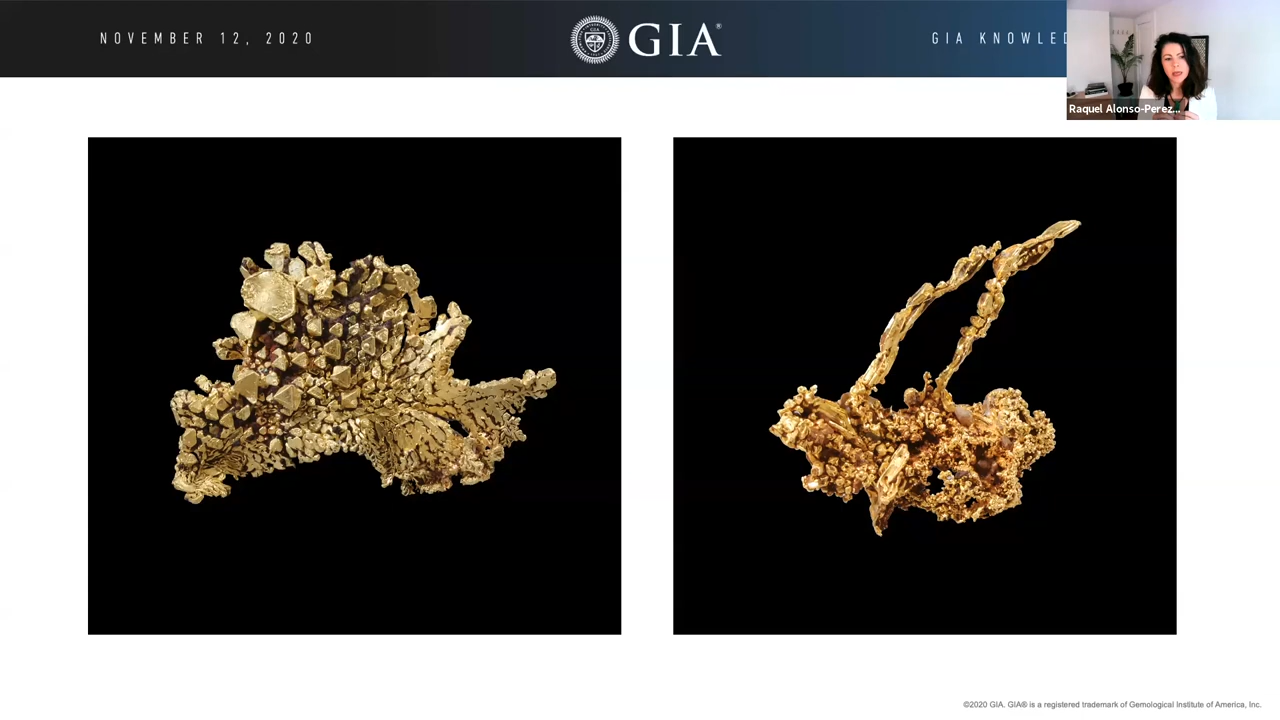 NOVEMBER 12, 2020
GIA®
GIA KNOWLED
Raquel Alonso-Perez...
©2020 GIA. GIA® is a registered trademark of Gemological Institute of America, Inc.